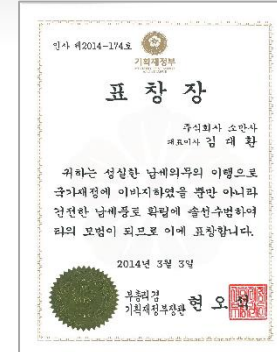 인사 제2014-174호
기획재정부
표창장
주식회사 소만사
대표이사 김대환
귀하는 성실한 납세의무의 이행으로
국가재정에 이바지하였을 뿐만 아니라
건전한 납세풍토 확립에 솔선수범하여
타의 모범이 되므로 이에 표창합니다.
2014년 3월 3일
부총리겸
기획재정부장관 현오석